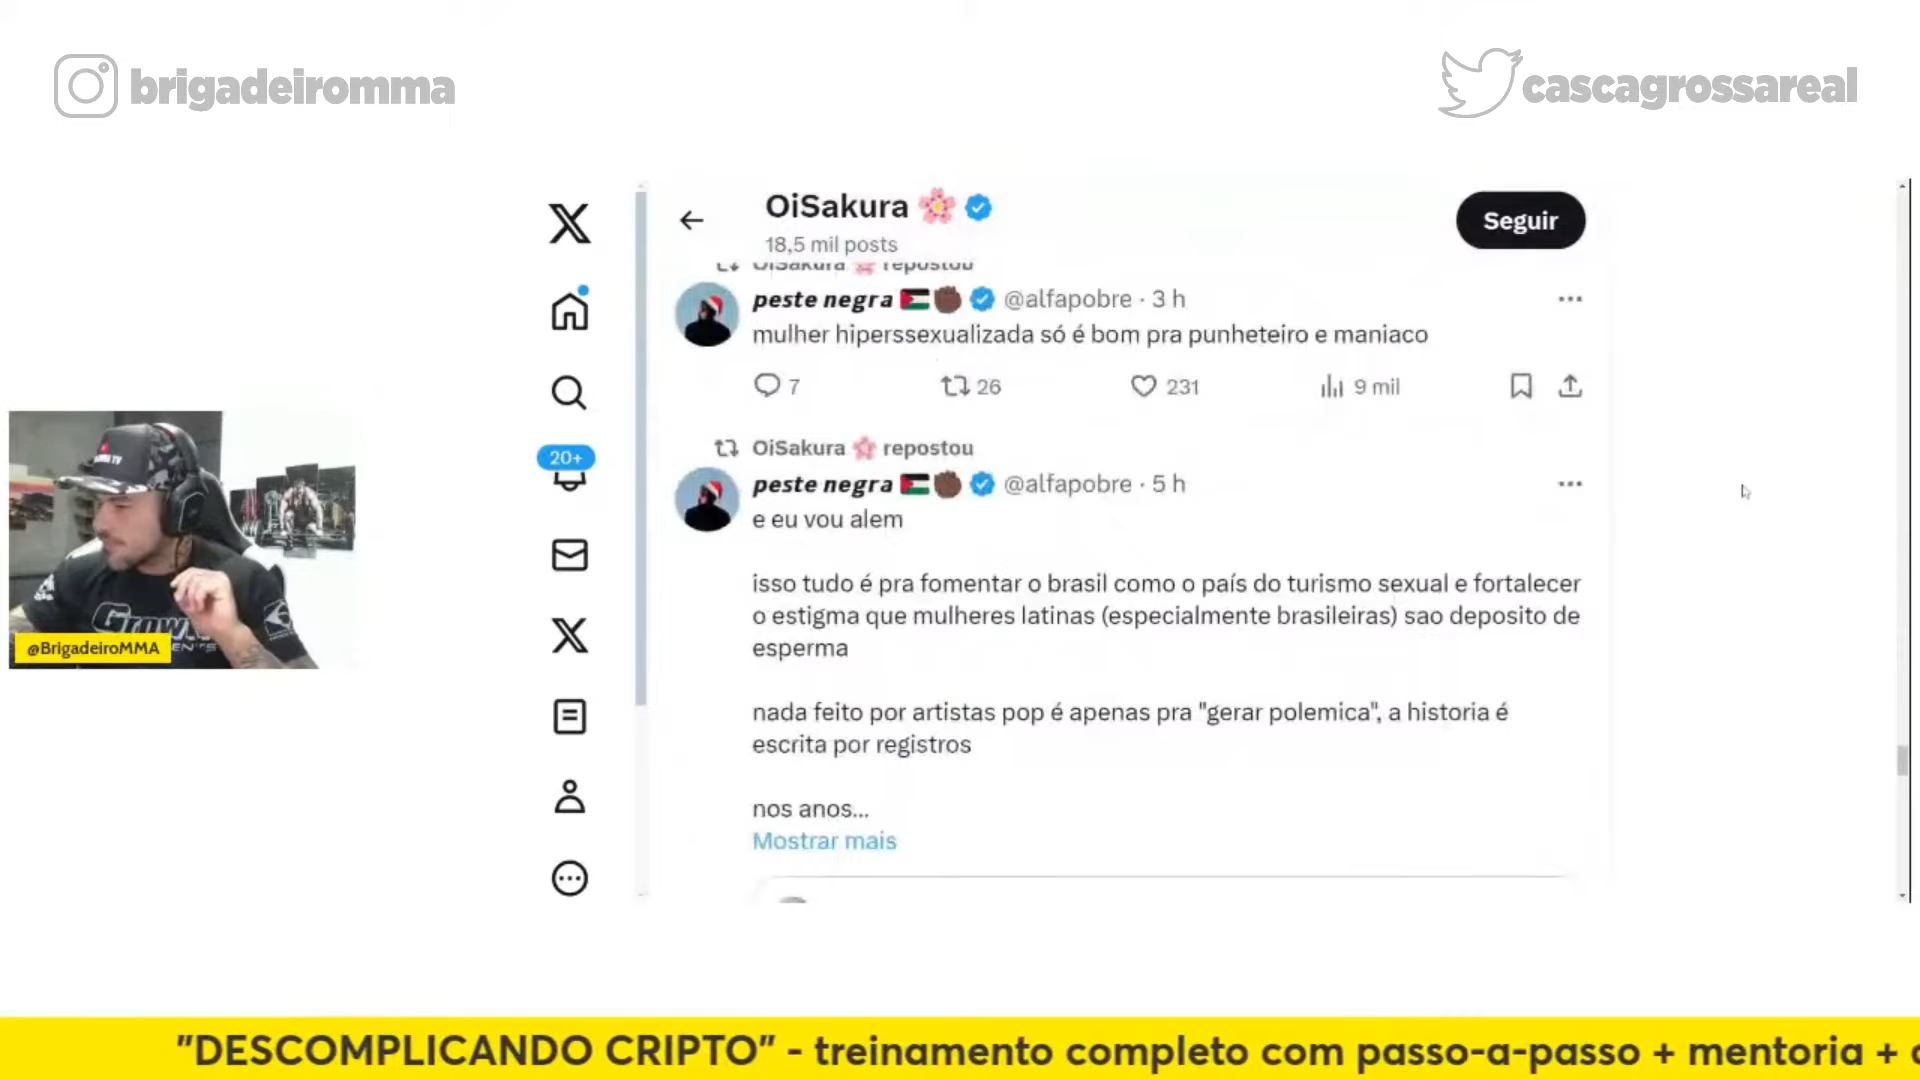 brigadeiromma
cascagrossareal
OiSakura
18,5 mil posts
Seguir
OiSakura repostou
peste negra @alfapobre · 3 h
mulher hiperssexualizada só é bom pra punheteiro e maniaco
7 26 231 9 mil
OiSakura repostou
peste negra @alfapobre · 5 h
e eu vou alem
isso tudo é pra fomentar o brasil como o país do turismo sexual e fortalecer
o estigma que mulheres latinas (especialmente brasileiras) sao deposito de
esperma
nada feito por artistas pop é apenas pra "gerar polemica", a historia é
escrita por registros
nos anos...
Mostrar mais
20+
@BrigadeiroMMA
"DESCOMPLICANDO CRIPTO" - treinamento completo com passo-a-passo + mentoria +